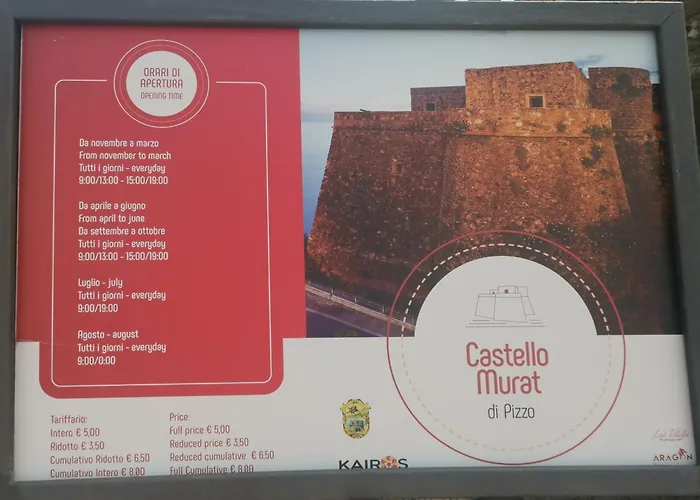 ORARI DI
APERTURA
OPENING TIME
Da novembre a marzo
From november to march
Tutti i giorni - everyday
9:00/13:00 - 15:00/19:00
Da aprile a giugno
From april to june
Da settembre a ottobre
Tutti i giorni - everyday
9:00/13:00 - 15:00/19:00
Luglio - july
Tutti i giorni - everyday
9:00/19:00
Agosto - august
Tutti i giorni - everyday
9:00/0:00
Tariffario:
Intero € 5,00
Ridotto € 3,50
Cumulativo Ridotto € 6,50
Cumulativo Intero € 8,00
Price:
Full price € 5,00
Reduced price € 3,50
Reduced cumulative € 6,50
Full Cumulative € 8,00
Castello
Murat
di Pizzo
KAIROS
ARAGON